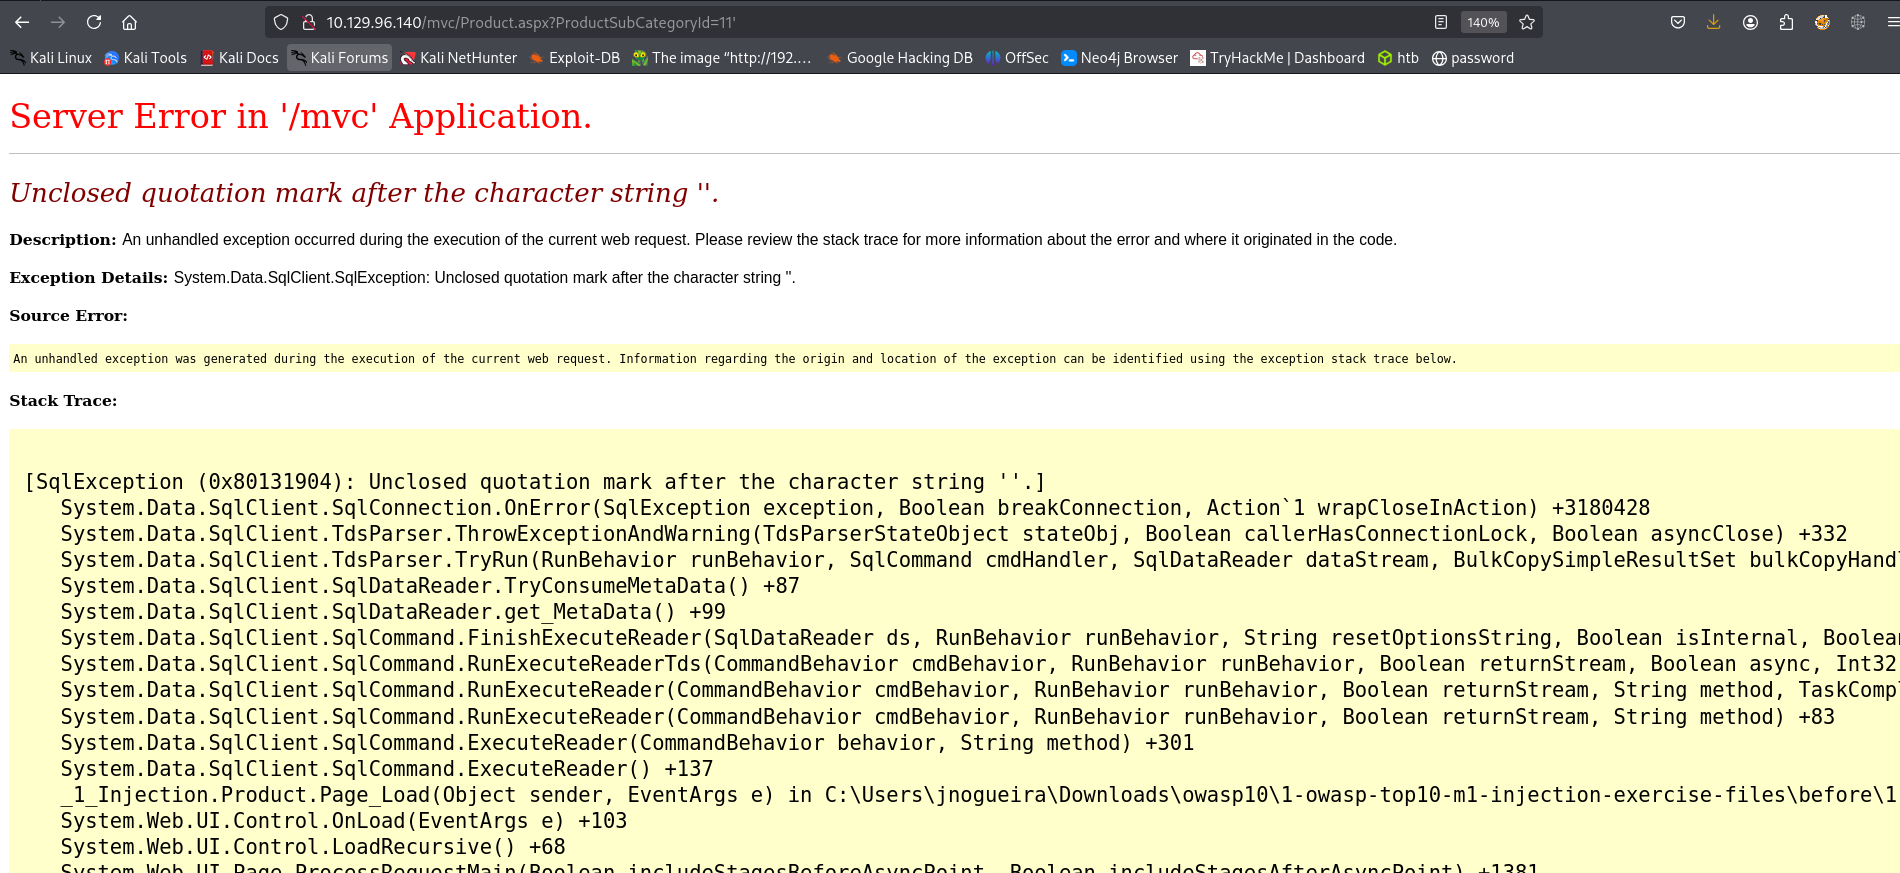 10.129.96.140/mvc/Product.aspx?ProductSubCategoryId=11'
140%
Kali Linux Kali Tools Kali Docs Kali Forums Kali NetHunter Exploit-DB The image “http://192.… Google Hacking DB OffSec Neo4j Browser TryHackMe | Dashboard htb password
Server Error in '/mvc' Application.
Unclosed quotation mark after the character string ''.
Description: An unhandled exception occurred during the execution of the current web request. Please review the stack trace for more information about the error and where it originated in the code.
Exception Details: System.Data.SqlClient.SqlException: Unclosed quotation mark after the character string ''.
Source Error:
An unhandled exception was generated during the execution of the current web request. Information regarding the origin and location of the exception can be identified using the exception stack trace below.
Stack Trace:
[SqlException (0x80131904): Unclosed quotation mark after the character string ''.]
System.Data.SqlClient.SqlConnection.OnError(SqlException exception, Boolean breakConnection, Action`1 wrapCloseInAction) +3180428
System.Data.SqlClient.TdsParser.ThrowExceptionAndWarning(TdsParserStateObject stateObj, Boolean callerHasConnectionLock, Boolean asyncClose) +332
System.Data.SqlClient.TdsParser.TryRun(RunBehavior runBehavior, SqlCommand cmdHandler, SqlDataReader dataStream, BulkCopySimpleResultSet bulkCopyHandl
System.Data.SqlClient.SqlDataReader.TryConsumeMetaData() +87
System.Data.SqlClient.SqlDataReader.get_MetaData() +99
System.Data.SqlClient.SqlCommand.FinishExecuteReader(SqlDataReader ds, RunBehavior runBehavior, String resetOptionsString, Boolean isInternal, Boolean
System.Data.SqlClient.SqlCommand.RunExecuteReaderTds(CommandBehavior cmdBehavior, RunBehavior runBehavior, Boolean returnStream, Boolean async, Int32
System.Data.SqlClient.SqlCommand.RunExecuteReader(CommandBehavior cmdBehavior, RunBehavior runBehavior, Boolean returnStream, String method, TaskCompl
System.Data.SqlClient.SqlCommand.RunExecuteReader(CommandBehavior cmdBehavior, RunBehavior runBehavior, Boolean returnStream, String method) +83
System.Data.SqlClient.SqlCommand.ExecuteReader(CommandBehavior behavior, String method) +301
System.Data.SqlClient.SqlCommand.ExecuteReader() +137
_1_Injection.Product.Page_Load(Object sender, EventArgs e) in C:\Users\jnogueira\Downloads\owasp10\1-owasp-top10-m1-injection-exercise-files\before\1
System.Web.UI.Control.OnLoad(EventArgs e) +103
System.Web.UI.Control.LoadRecursive() +68
System.Web.UI.Page.ProcessRequestMain(Boolean includeStagesBeforeAsyncPoint, Boolean includeStagesAfterAsyncPoint) +1381